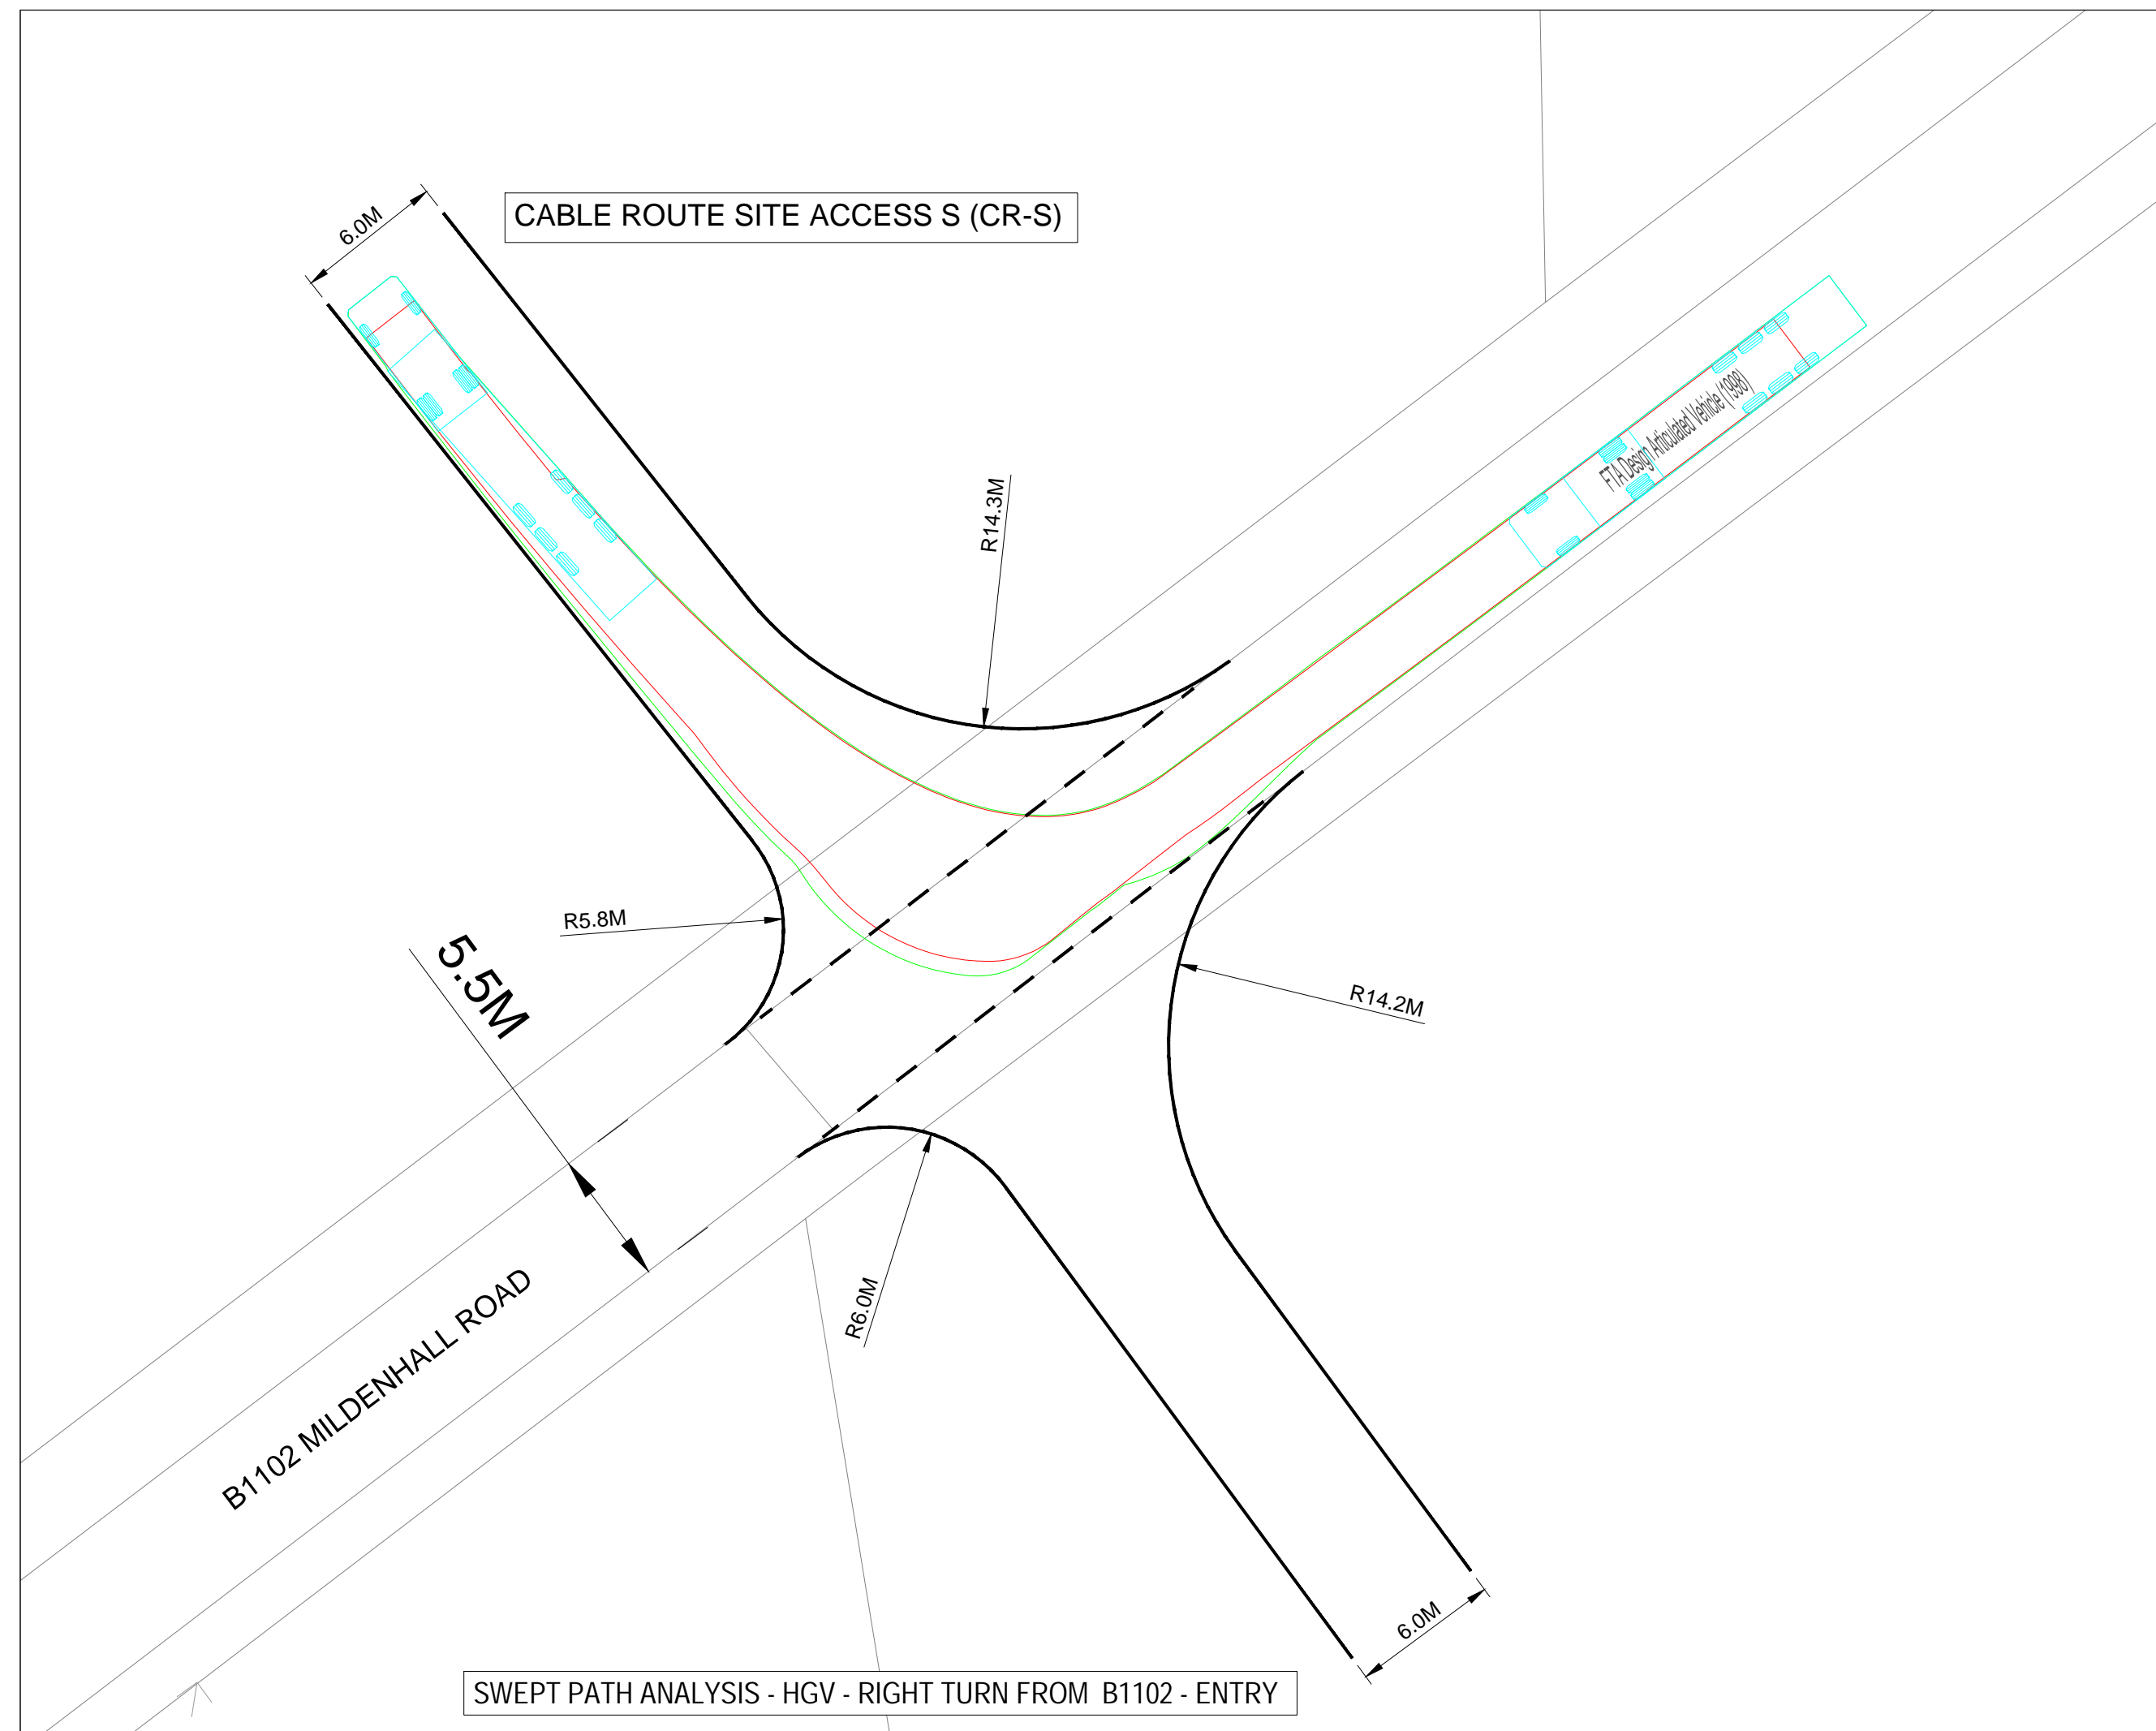 6.0M
CABLE ROUTE SITE ACCESS S (CR-S)
R14.3M
FTA Design Articulated Vehicle (1998)
R5.8M
5.5M
R14.2M
R6.0M
B1102 MILDENHALL ROAD
6.0M
SWEPT PATH ANALYSIS - HGV - RIGHT TURN FROM B1102 - ENTRY